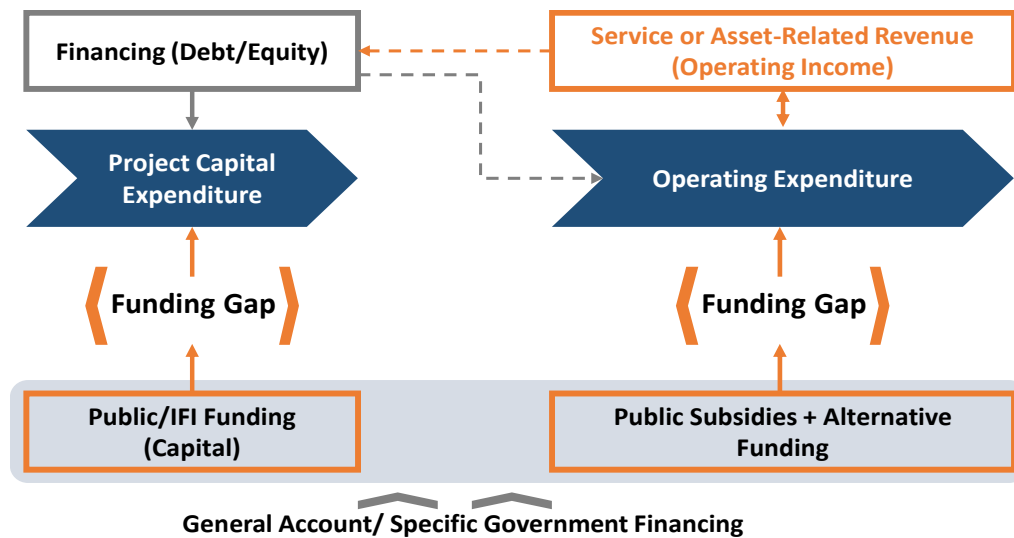 Financing (Debt/Equity)
Service or Asset-Related Revenue
(Operating Income)
Project Capital
Expenditure
Operating Expenditure
Funding Gap
Funding Gap
Public/IFI Funding
(Capital)
Public Subsidies + Alternative
Funding
General Account/ Specific Government Financing